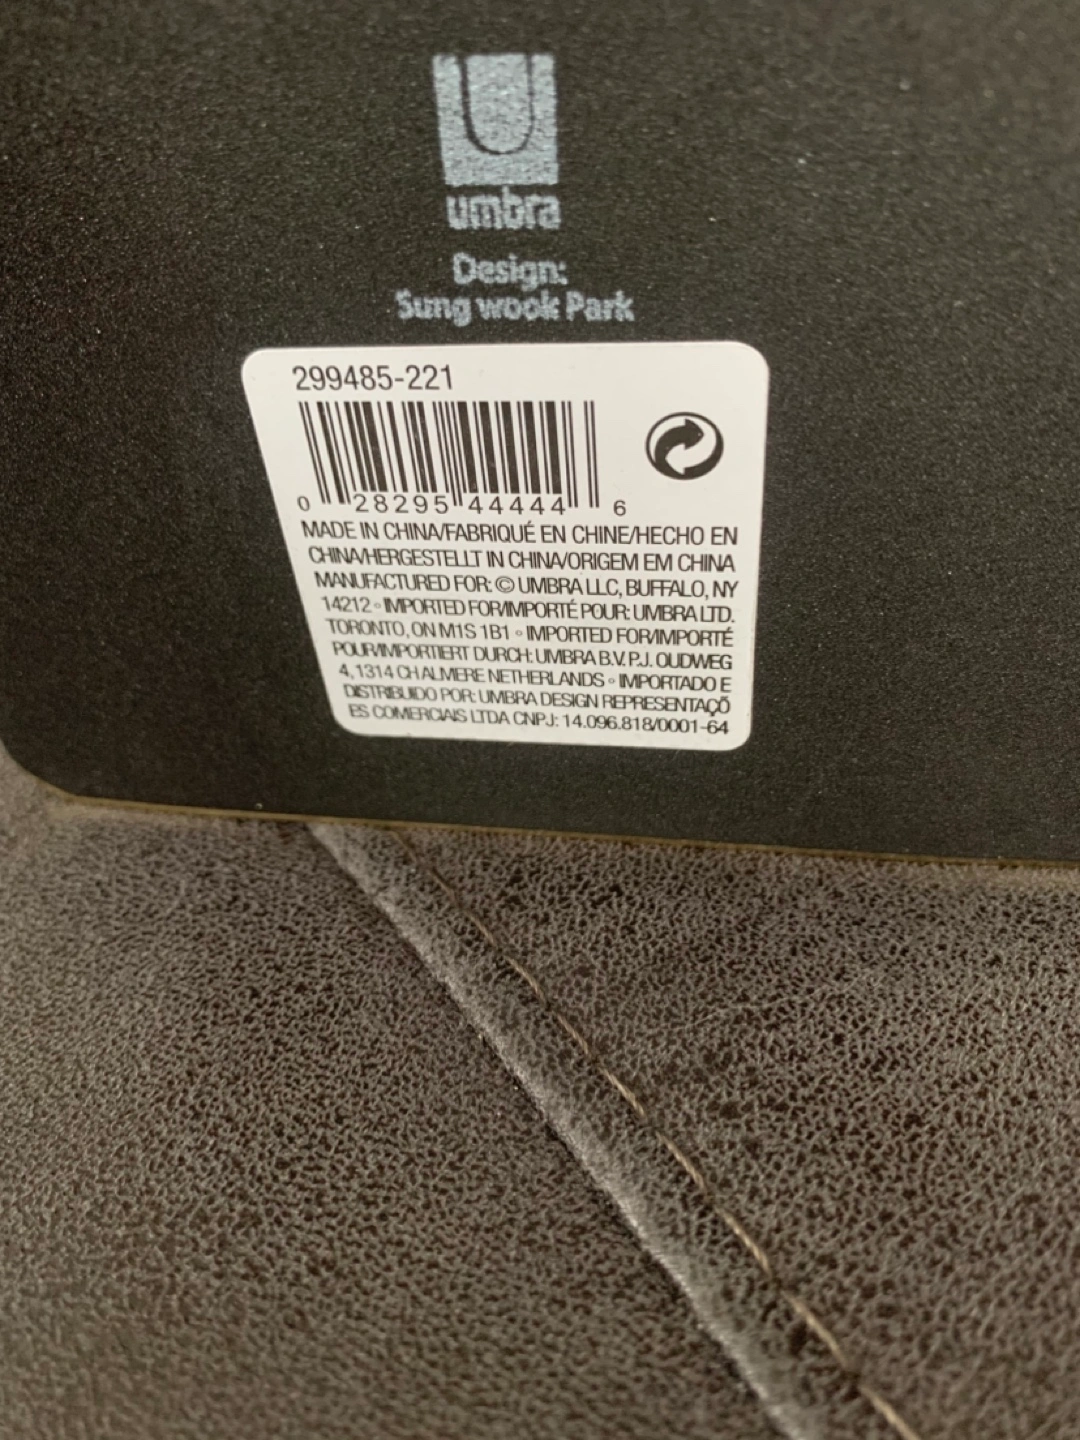 U
umbra
Design:
Sung wook Park
299485-221
0 28295 44444 6
MADE IN CHINA/FABRIQUÉ EN CHINE/HECHO EN
CHINA/HERGESTELLT IN CHINA/ORIGEM EM CHINA
MANUFACTURED FOR: © UMBRA LLC, BUFFALO, NY
14212 ◦ IMPORTED FOR/IMPORTÉ POUR: UMBRA LTD.
TORONTO, ON M1S 1B1 ◦ IMPORTED FOR/IMPORTÉ
POUR/IMPORTIERT DURCH: UMBRA B.V. P.J. OUDWEG
4, 1314 CH ALMERE NETHERLANDS ◦ IMPORTADO E
DISTRIBUIDO POR: UMBRA DESIGN REPRESENTAÇÕ
ES COMERCIAIS LTDA CNPJ: 14.096.818/0001-64